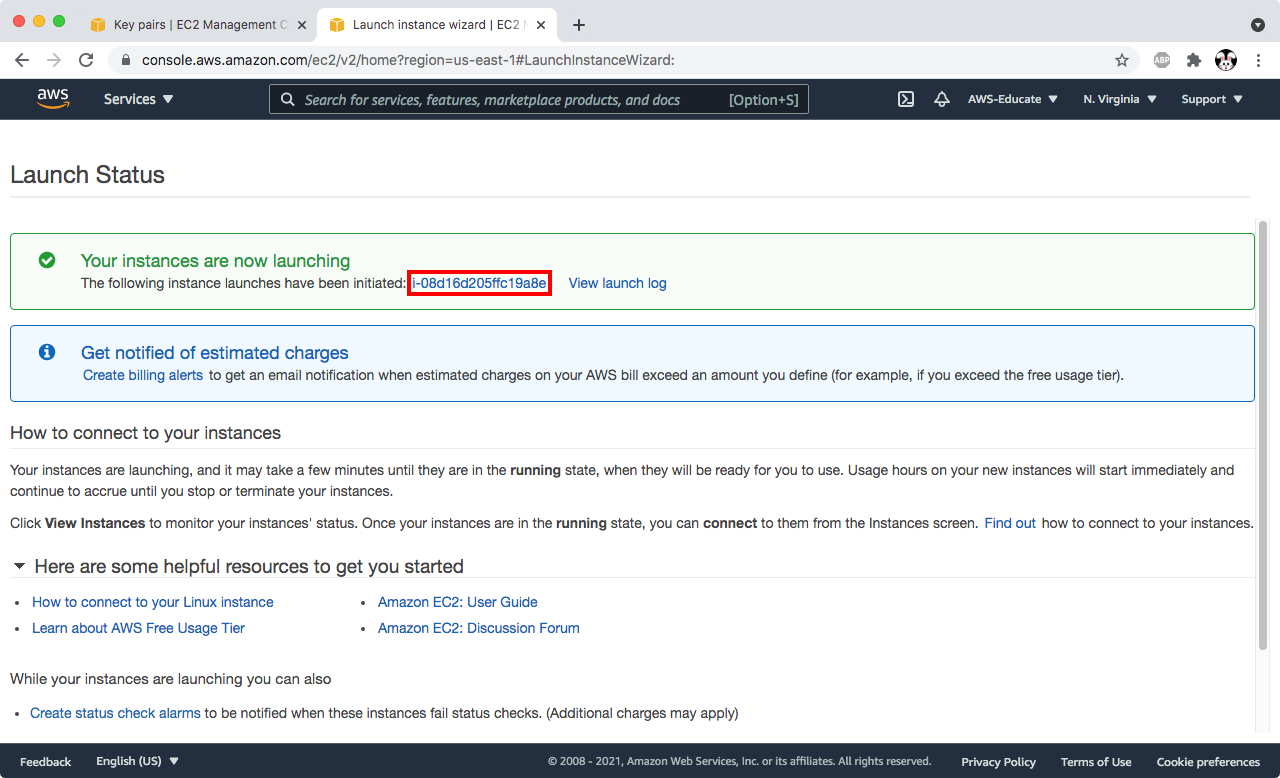 Key pairs | EC2 Management C
Launch instance wizard | EC2 M
console.aws.amazon.com/ec2/v2/home?region=us-east-1#LaunchInstanceWizard:
ABP
aws Services Search for services, features, marketplace products, and docs [Option+S] AWS-Educate N. Virginia Support
Launch Status
Your instances are now launching
The following instance launches have been initiated: i-08d16d205ffc19a8e View launch log
Get notified of estimated charges
Create billing alerts to get an email notification when estimated charges on your AWS bill exceed an amount you define (for example, if you exceed the free usage tier).
How to connect to your instances
Your instances are launching, and it may take a few minutes until they are in the running state, when they will be ready for you to use. Usage hours on your new instances will start immediately and
continue to accrue until you stop or terminate your instances.
Click View Instances to monitor your instances' status. Once your instances are in the running state, you can connect to them from the Instances screen. Find out how to connect to your instances.
Here are some helpful resources to get you started
• How to connect to your Linux instance
• Amazon EC2: User Guide
• Learn about AWS Free Usage Tier
• Amazon EC2: Discussion Forum
While your instances are launching you can also
• Create status check alarms to be notified when these instances fail status checks. (Additional charges may apply)
Feedback English (US) © 2008 - 2021, Amazon Web Services, Inc. or its affiliates. All rights reserved. Privacy Policy Terms of Use Cookie preferences